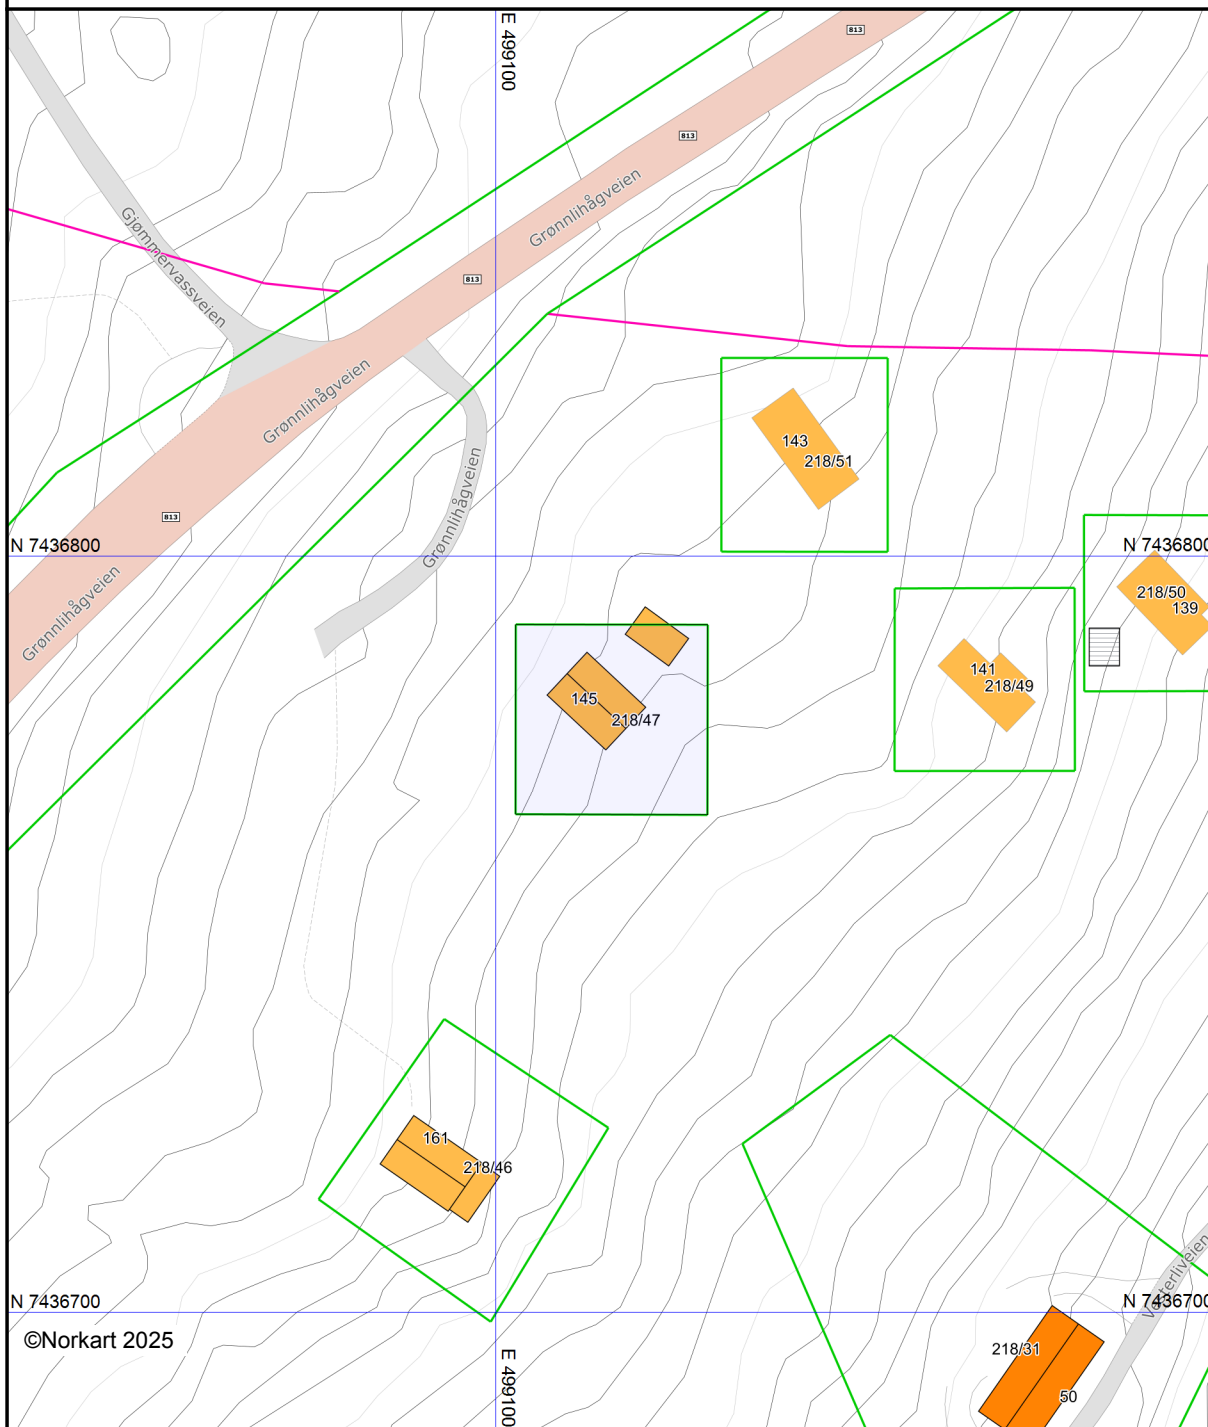 E 499100
813
813
Grønnlihågveien
Gjømmervassveien
813
Grønnlihågveien
143
218/51
Grønnlihågveien
813
N 7436800
N 7436800
Grønnlihågveien
218/50
139
141
218/49
145
218/47
161
218/46
Vesterliveien
N 7436700
N 7436700
©Norkart 2025
218/31
E 499100
50